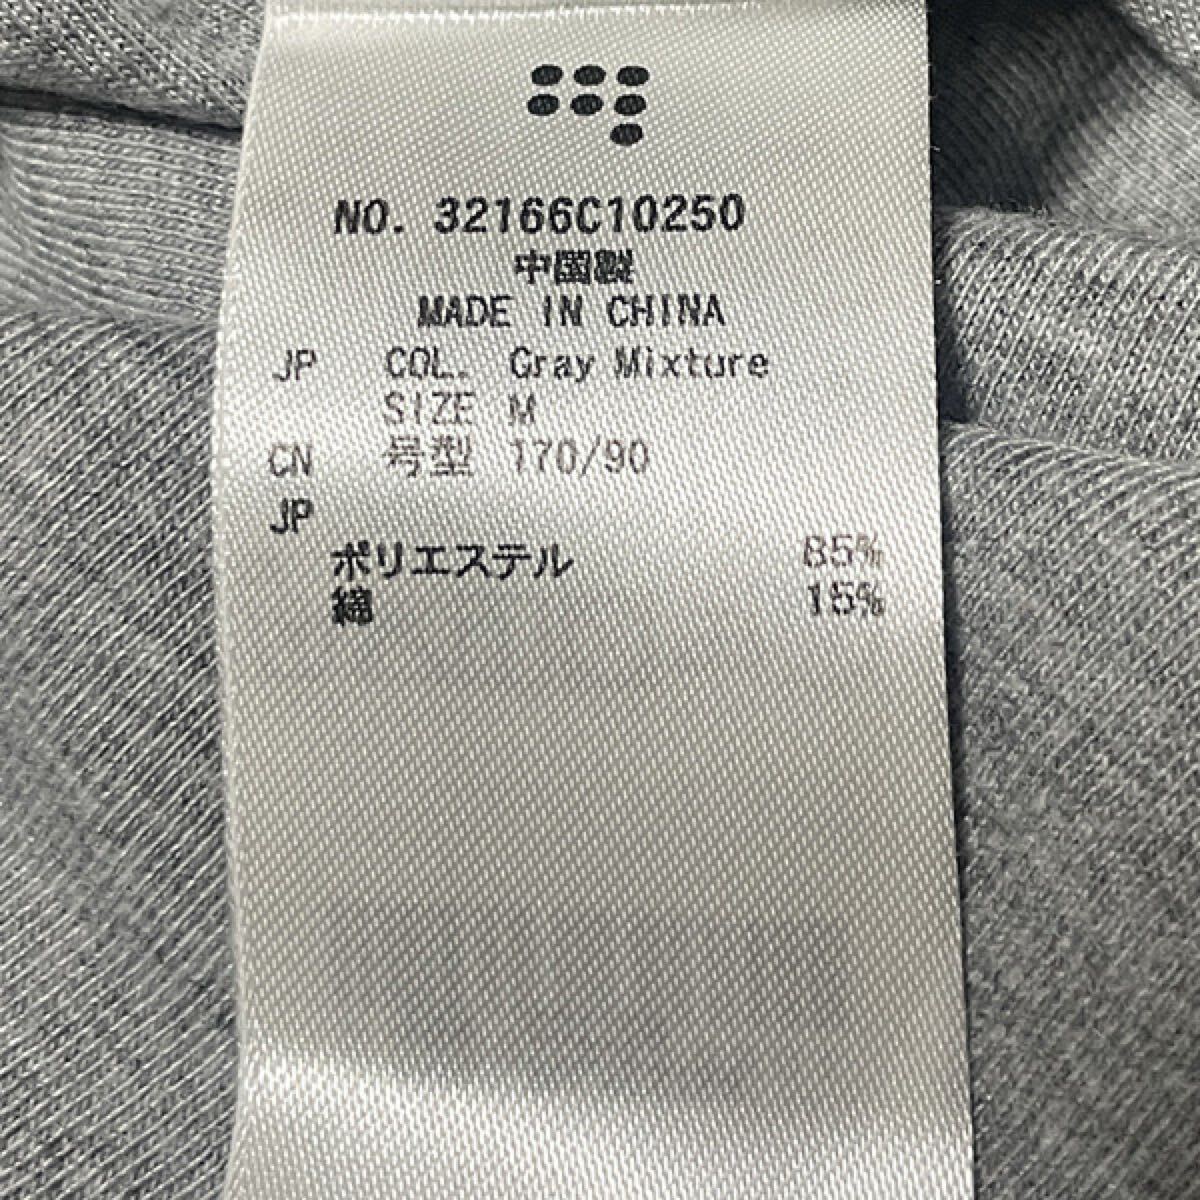 NO. 32166C10250
中国製
MADE IN CHINA
JP COL. Gray Mixture
SIZE M
CN 号型 170/90
JP
ポリエステル 85%
綿 15%